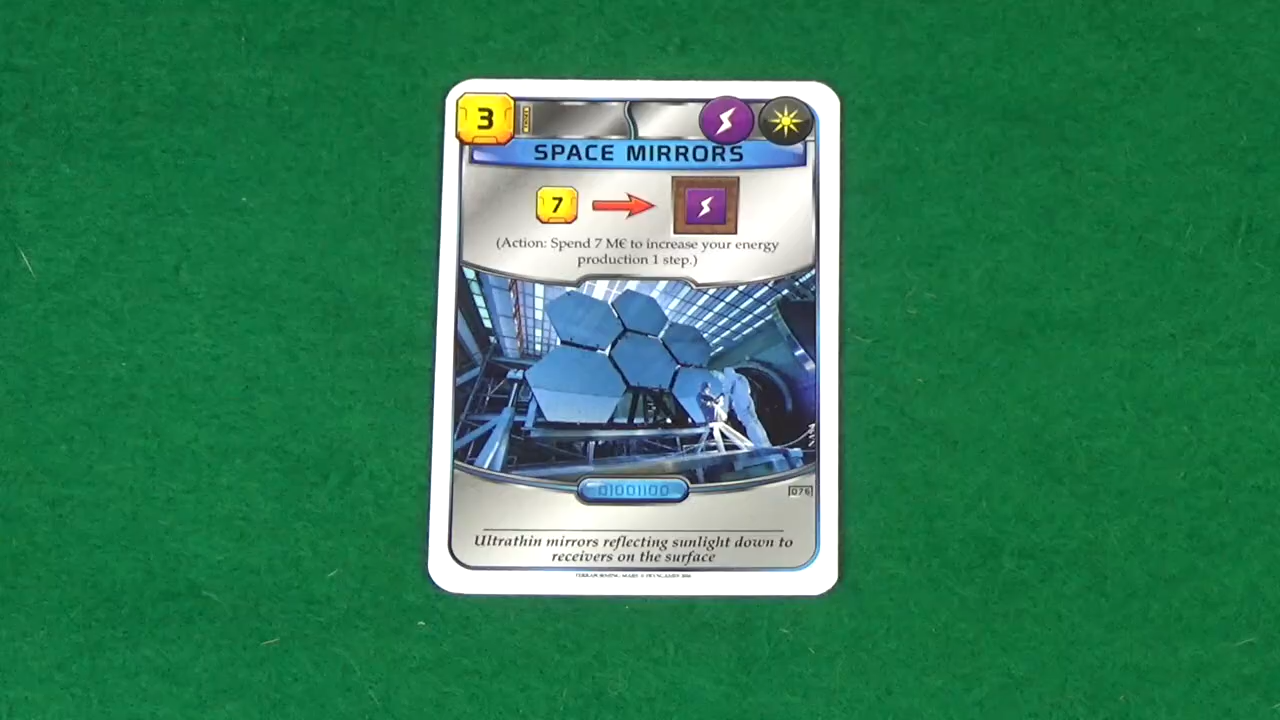 3
SPACE MIRRORS
7
(Action: Spend 7 M€ to increase your energy
production 1 step.)
NASA
01001100
076
Ultrathin mirrors reflecting sunlight down to
receivers on the surface